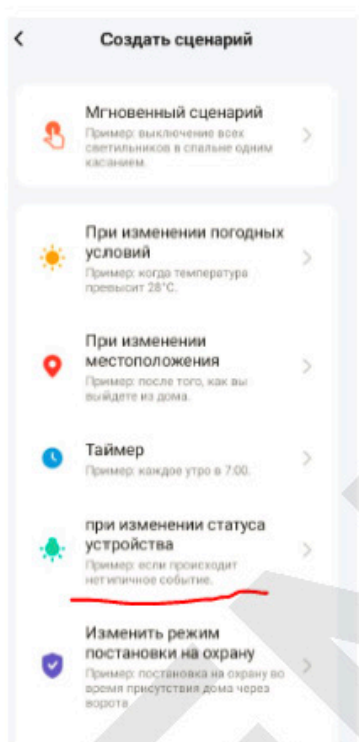 Создать сценарий
Мгновенный сценарий
Пример: выключение всех
светильников в спальне одним
касанием.
При изменении погодных
условий
Пример: когда температура
превысит 28°C.
При изменении
местоположения
Пример: после того, как вы
выйдете из дома.
Таймер
Пример: каждое утро в 7:00.
при изменении статуса
устройства
Пример: если происходит
нетипичное событие.
Изменить режим
постановки на охрану
Пример: постановка на охрану во
время присутствия дома через
ворота